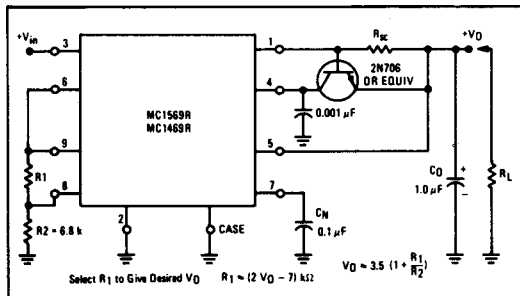 +Vin
3
1
Rsc
+VO
6
4
2N706
OR EQUIV
MC1569R
MC1469R
0.001 µF
9
5
R1
8
7
CO
1.0 µF
+
−
RL
R2 = 6.8 k
2
CASE
CN
0.1 µF
Select R1 to Give Desired VO
R1 = (2 VO − 7) kΩ
VO = 3.5 (1 + R1/R2)